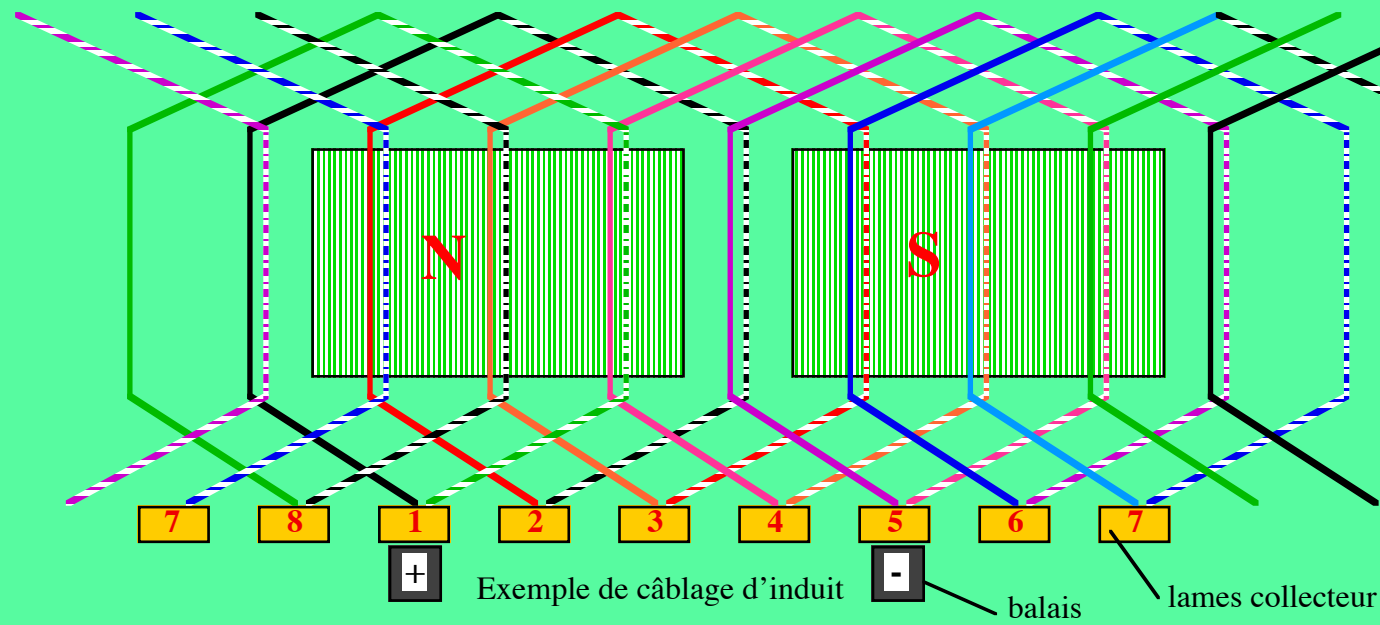 N S
7 8 1 2 3 4 5 6 7
+ -
Exemple de câblage d'induit
balais
lames collecteur